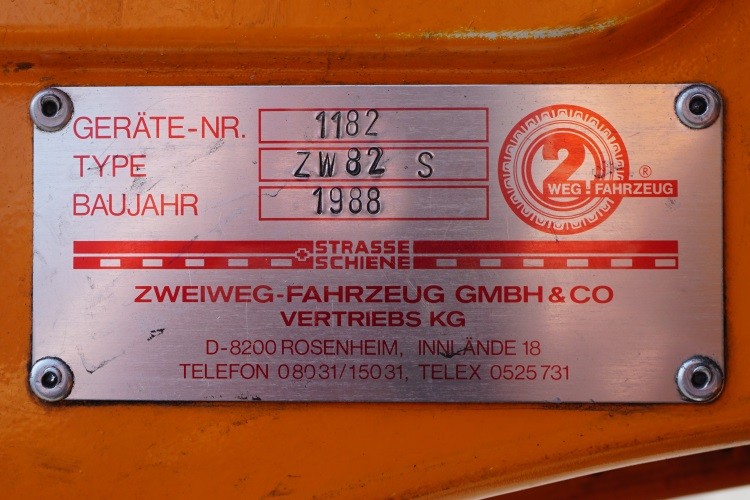 GERÄTE-NR. 1182
TYPE ZW82 S
BAUJAHR 1988
2
WEG-FAHRZEUG
®
STRASSE
SCHIENE
ZWEIWEG-FAHRZEUG GMBH & CO
VERTRIEBS KG
D-8200 ROSENHEIM, INNLÄNDE 18
TELEFON 08031/15031, TELEX 0525731